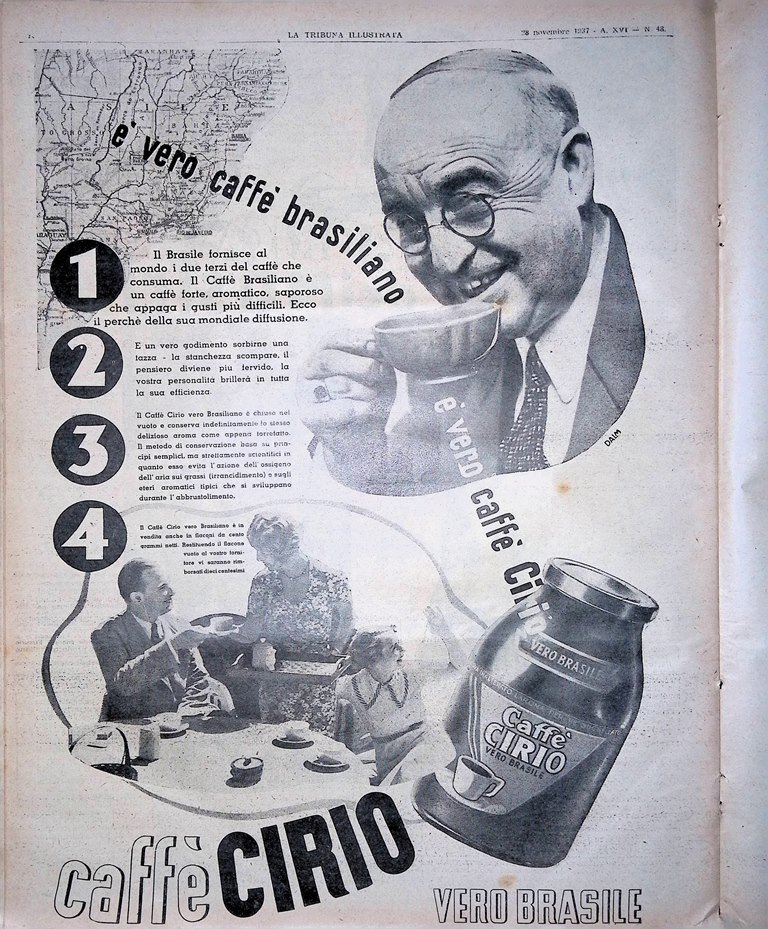 LA TRIBUNA ILLUSTRATA
28 novembre 1937 - A. XVI — N. 48.
è vero caffè brasiliano
1
Il Brasile fornisce al
mondo i due terzi del caffè che
consuma. Il Caffè Brasiliano è
un caffè forte, aromatico, saporoso
che appaga i gusti più difficili. Ecco
il perchè della sua mondiale diffusione.
2
E un vero godimento sorbirne una
tazza - la stanchezza scompare, il
pensiero diviene piu fervido, la
vostra personalità brillerà in tutta
la sua efficienza.
3
Il Caffè Cirio vero Brasiliano è chiuso nel
vuoto e conserva indefinitamente lo stesso
delizioso aroma come appena torrefatto.
Il metodo di conservazione basa su prin-
cipi semplici, ma strettamente scientifici in
quanto esso evita l'azione dell'ossigeno
dell'aria sui grassi (irrancidimento) e sugli
eteri aromatici tipici che si sviluppano
durante l'abbrustolimento.
4
Il Caffè Cirio vero Brasiliano è in
vendita anche in flaconi da cento
grammi netti. Restituendo il flacone
vuoto al vostro forni-
tore vi saranno rim-
borsati dieci centesimi
DAIM
è vero caffè Cirio
VERO BRASILE
Caffè
CIRIO
VERO BRASILE
caffè CIRIO
VERO BRASILE